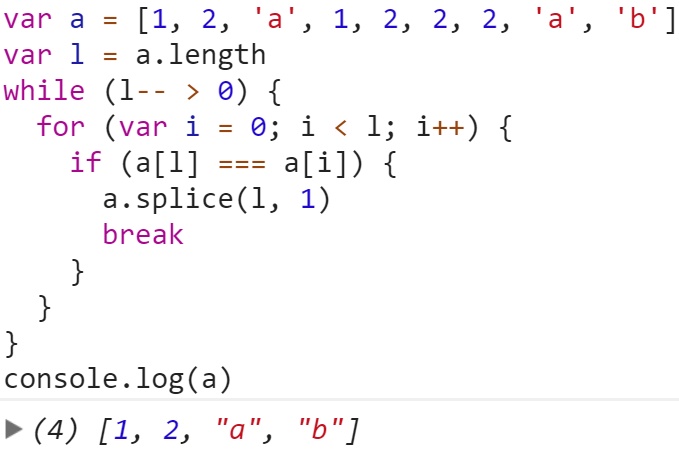 var a = [1, 2, 'a', 1, 2, 2, 2, 'a', 'b']
var l = a.length
while (l-- > 0) {
  for (var i = 0; i < l; i++) {
    if (a[l] === a[i]) {
      a.splice(l, 1)
      break
    }
  }
}
console.log(a)
▶ (4) [1, 2, "a", "b"]